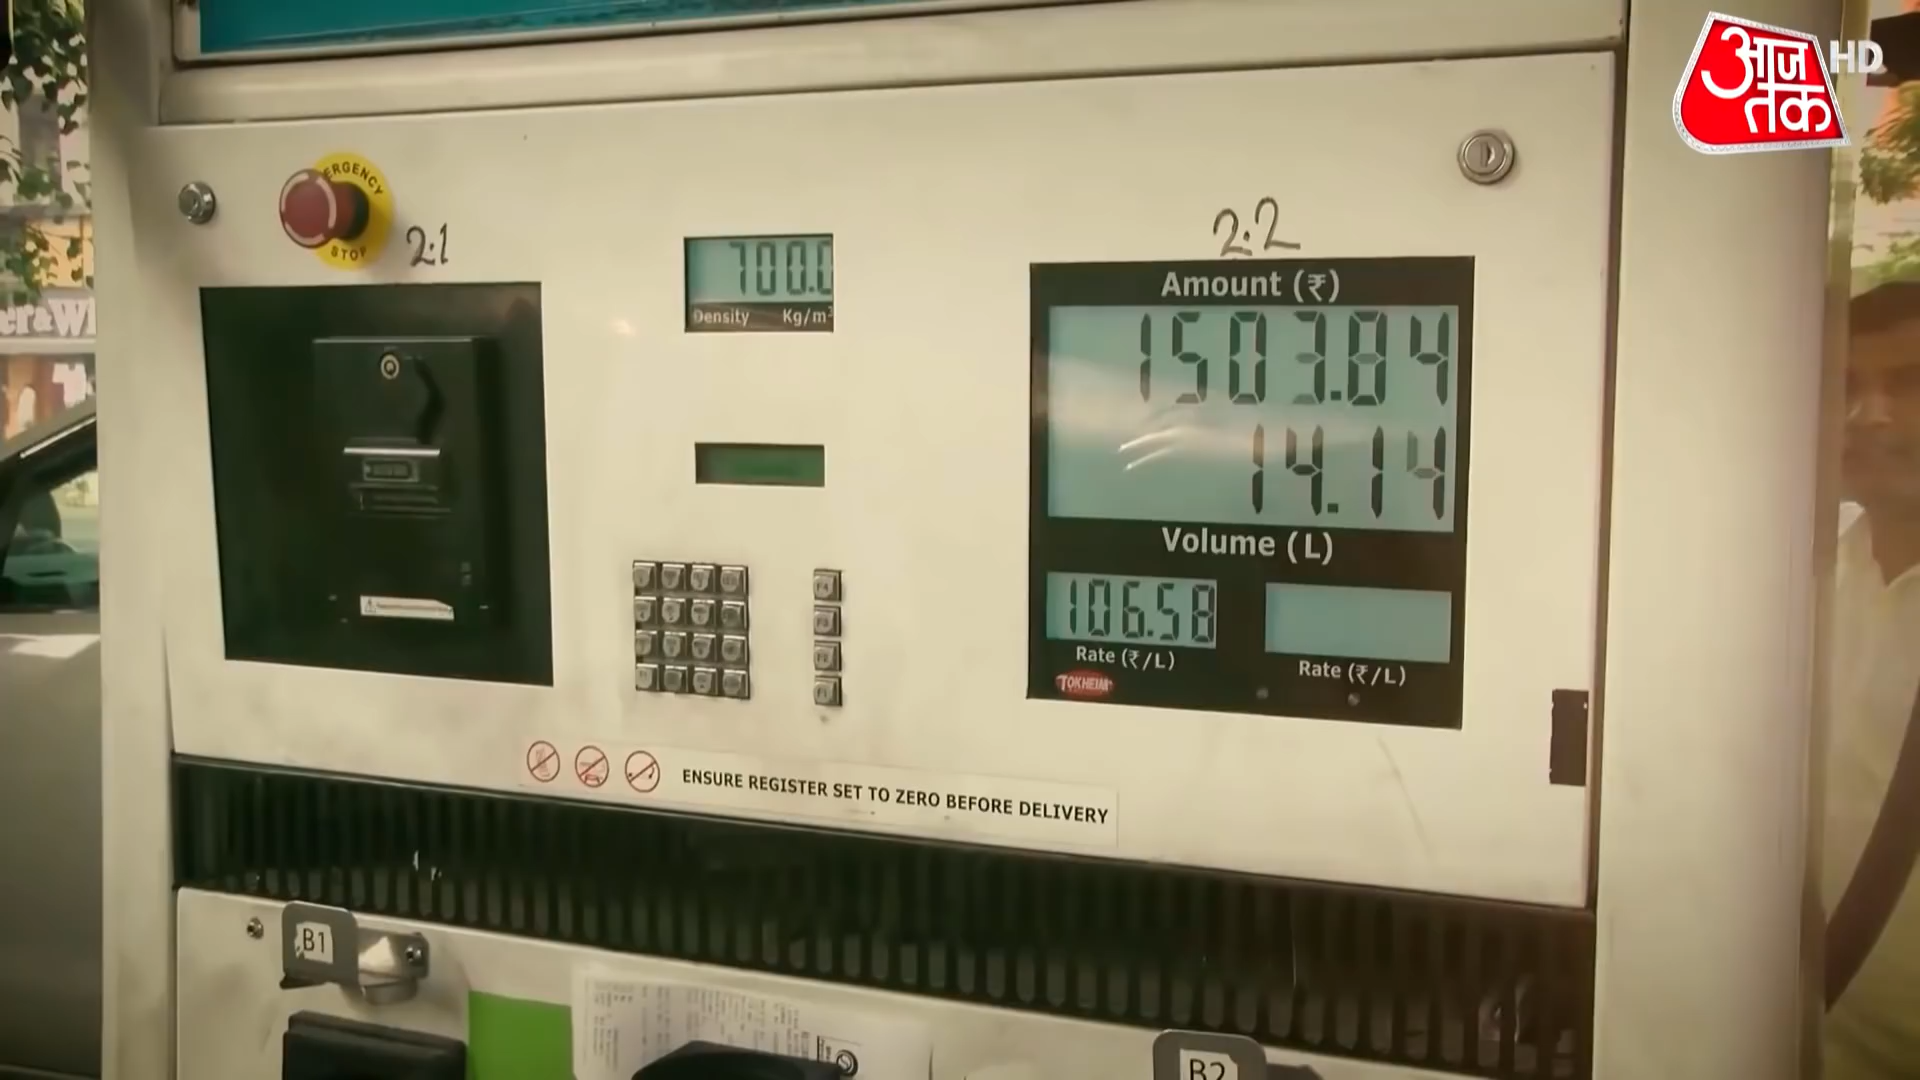 आज तक HD
EMERGENCY
STOP
2.1
2.2
700.0
Density Kg/m³
Amount (₹)
1503.84
14.14
Volume (L)
106.58
Rate (₹/L)
Rate (₹/L)
TOKHEIM
ENSURE REGISTER SET TO ZERO BEFORE DELIVERY
B1
B2